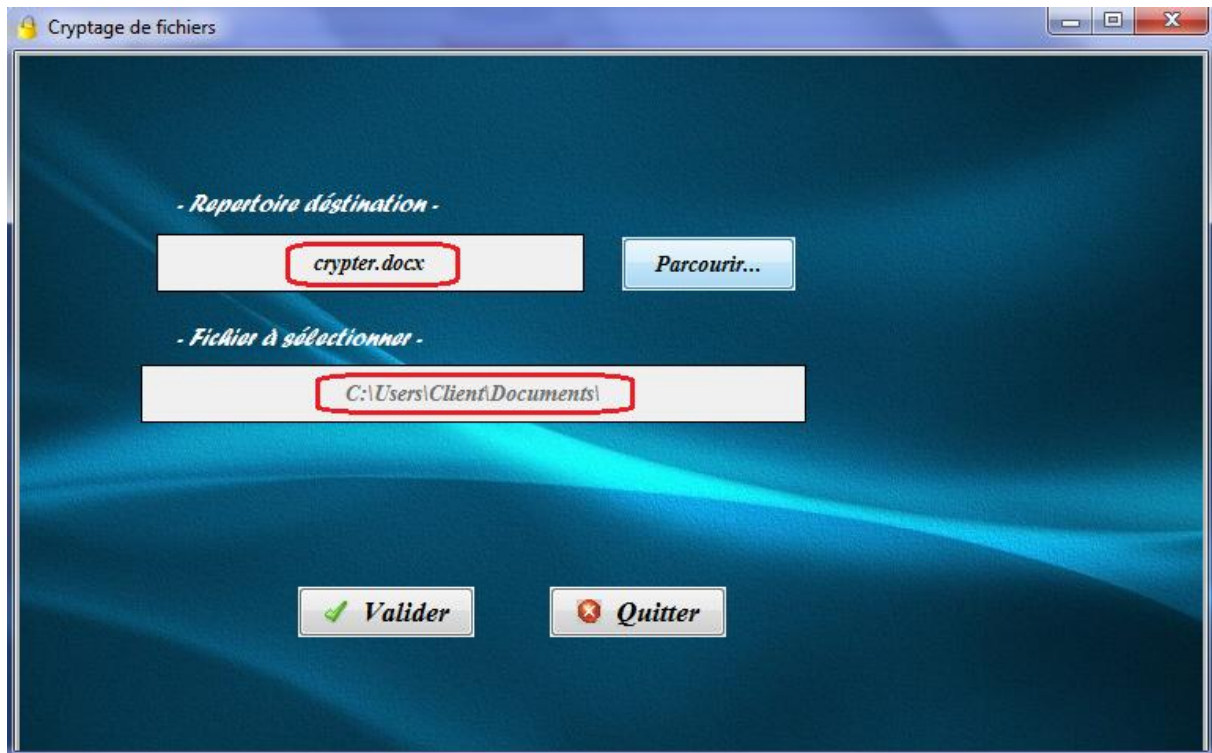 Cryptage de fichiers
- Repertoire déstination -
crypter.docx
Parcourir...
- Fichier à sélectionner -
C:\Users\Client\Documents\
Valider
Quitter